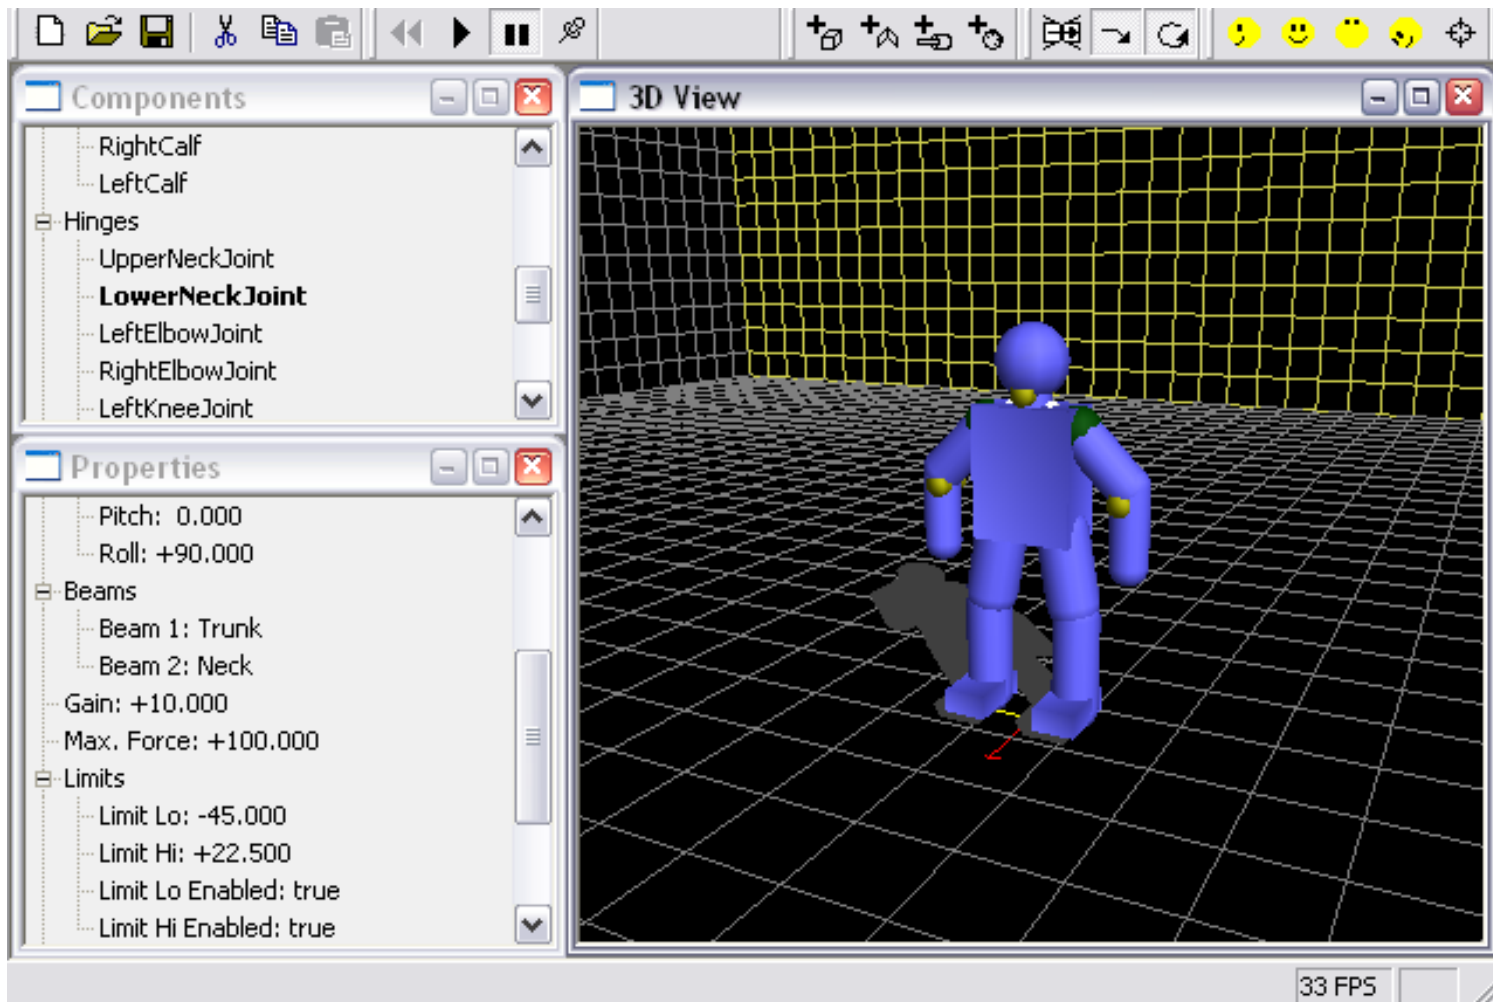 Components
RightCalf
LeftCalf
Hinges
UpperNeckJoint
LowerNeckJoint
LeftElbowJoint
RightElbowJoint
LeftKneeJoint
Properties
Pitch: 0.000
Roll: +90.000
Beams
Beam 1: Trunk
Beam 2: Neck
Gain: +10.000
Max. Force: +100.000
Limits
Limit Lo: -45.000
Limit Hi: +22.500
Limit Lo Enabled: true
Limit Hi Enabled: true
3D View
33 FPS